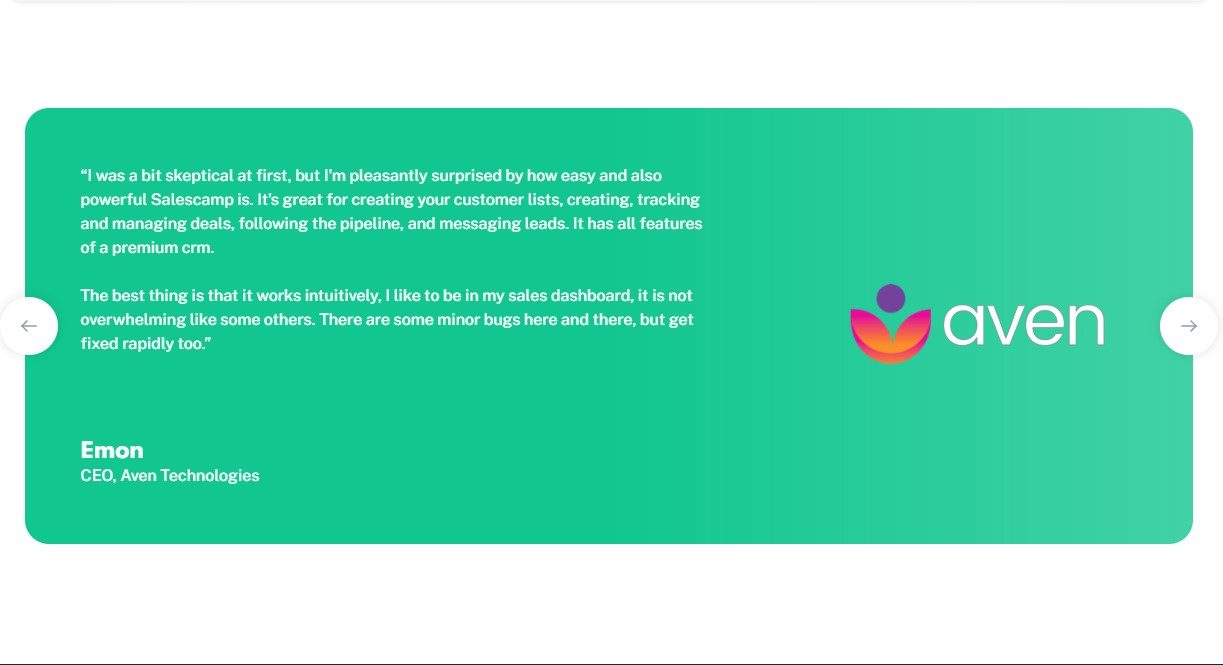 “I was a bit skeptical at first, but I'm pleasantly surprised by how easy and also
powerful Salescamp is. It's great for creating your customer lists, creating, tracking
and managing deals, following the pipeline, and messaging leads. It has all features
of a premium crm.
The best thing is that it works intuitively, I like to be in my sales dashboard, it is not
overwhelming like some others. There are some minor bugs here and there, but get
fixed rapidly too.”
aven
Emon
CEO, Aven Technologies